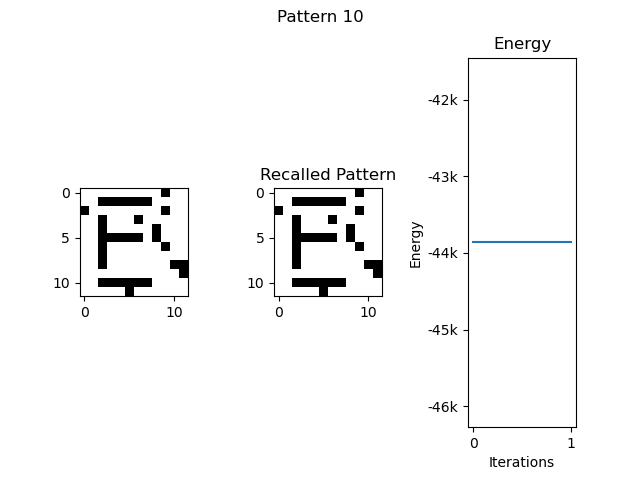 Pattern 10
Energy
-42k
Recalled Pattern
-43k
0
0
5
5
Energy
-44k
10
10
0
10
0
10
-45k
-46k
0
1
Iterations